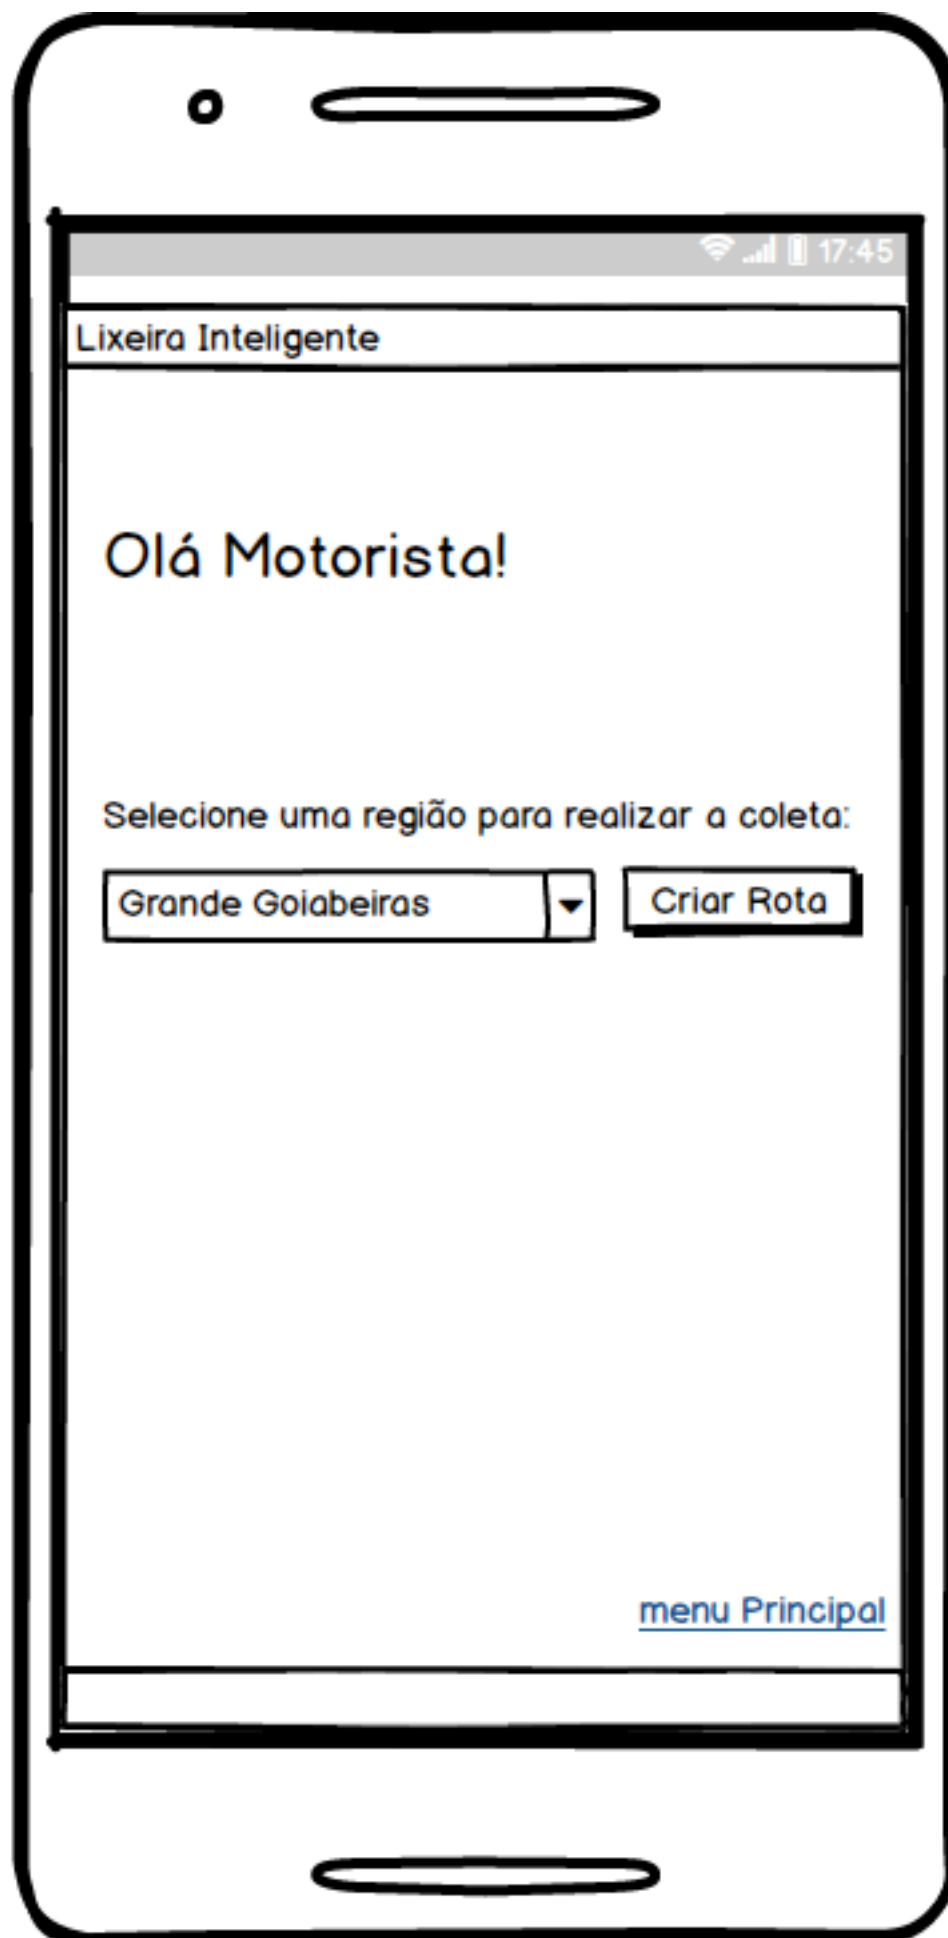 17:45
Lixeira Inteligente
Olá Motorista!
Selecione uma região para realizar a coleta:
Grande Goiabeiras
Criar Rota
menu Principal